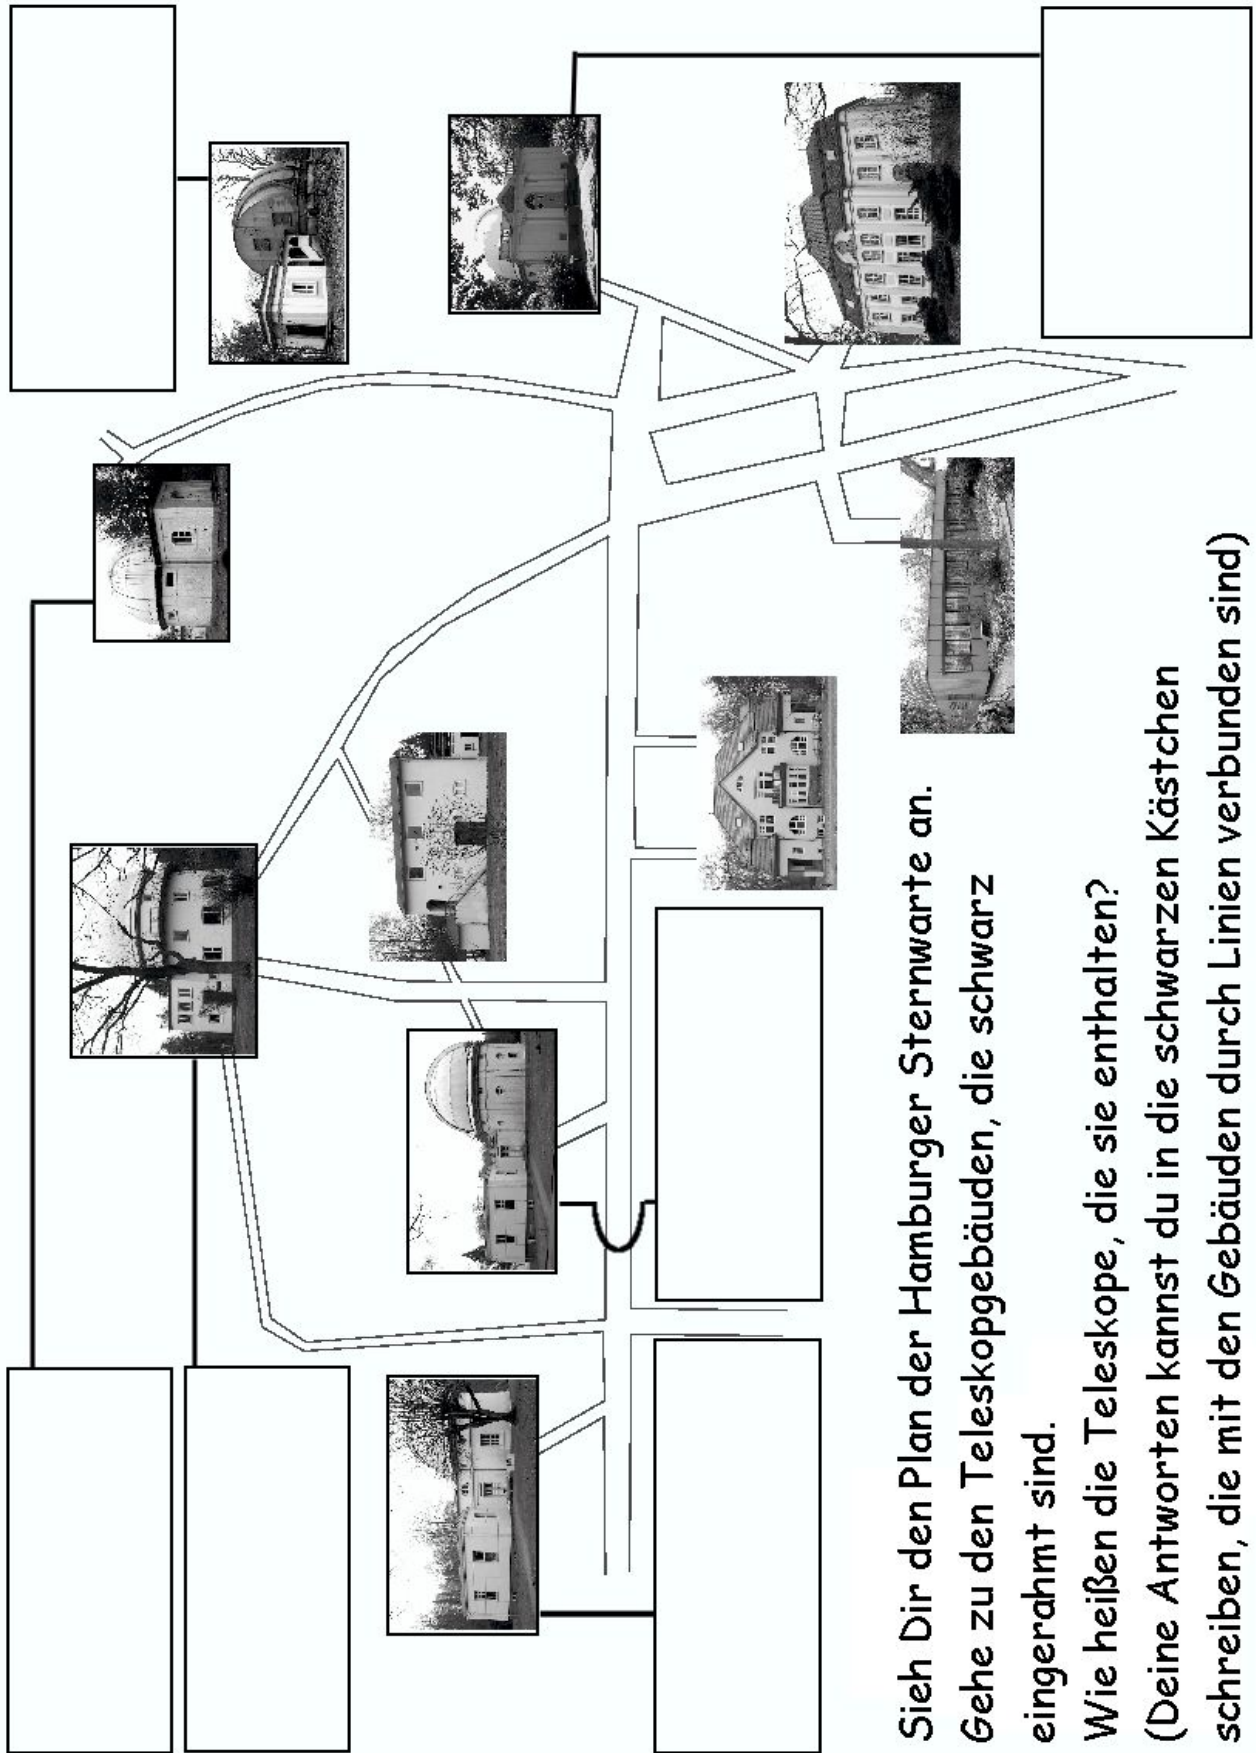 Sieh Dir den Plan der Hamburger Sternwarte an.
Gehe zu den Teleskopgebäuden, die schwarz
eingerahmt sind.
Wie heißen die Teleskope, die sie enthalten?
(Deine Antworten kannst du in die schwarzen Kästchen
schreiben, die mit den Gebäuden durch Linien verbunden sind)